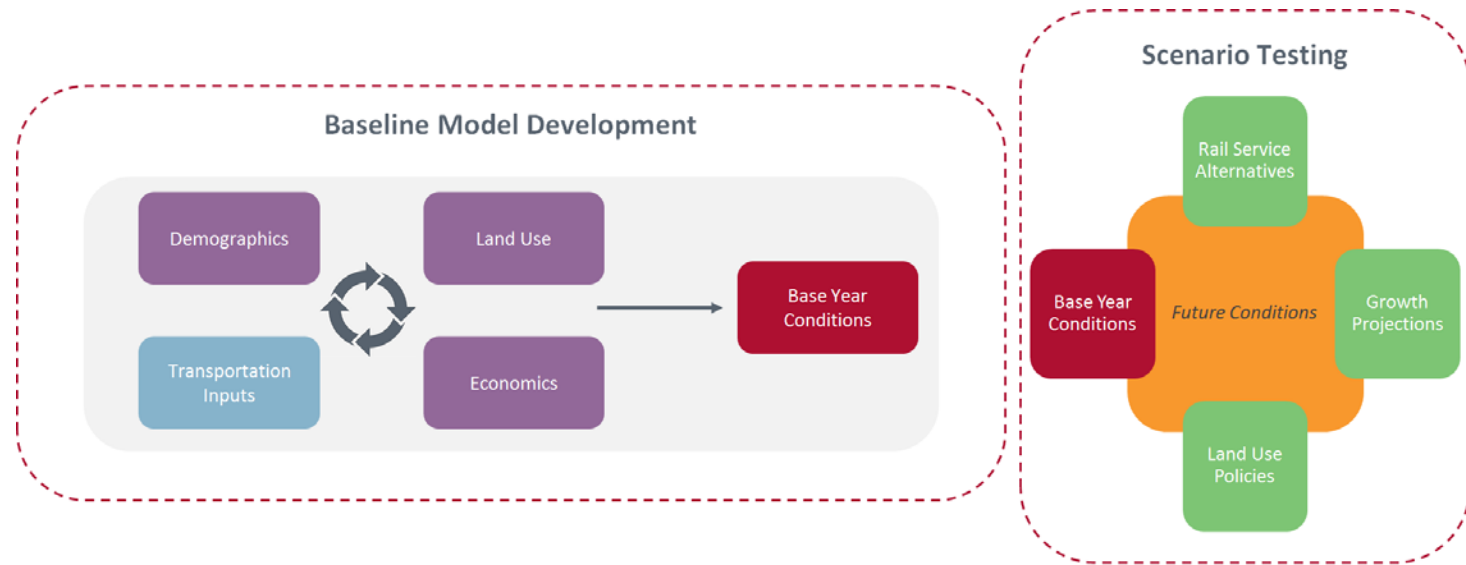 Baseline Model Development
Demographics
Land Use
Transportation
Inputs
Economics
Base Year
Conditions
Scenario Testing
Rail Service
Alternatives
Base Year
Conditions
Future Conditions
Growth
Projections
Land Use
Policies